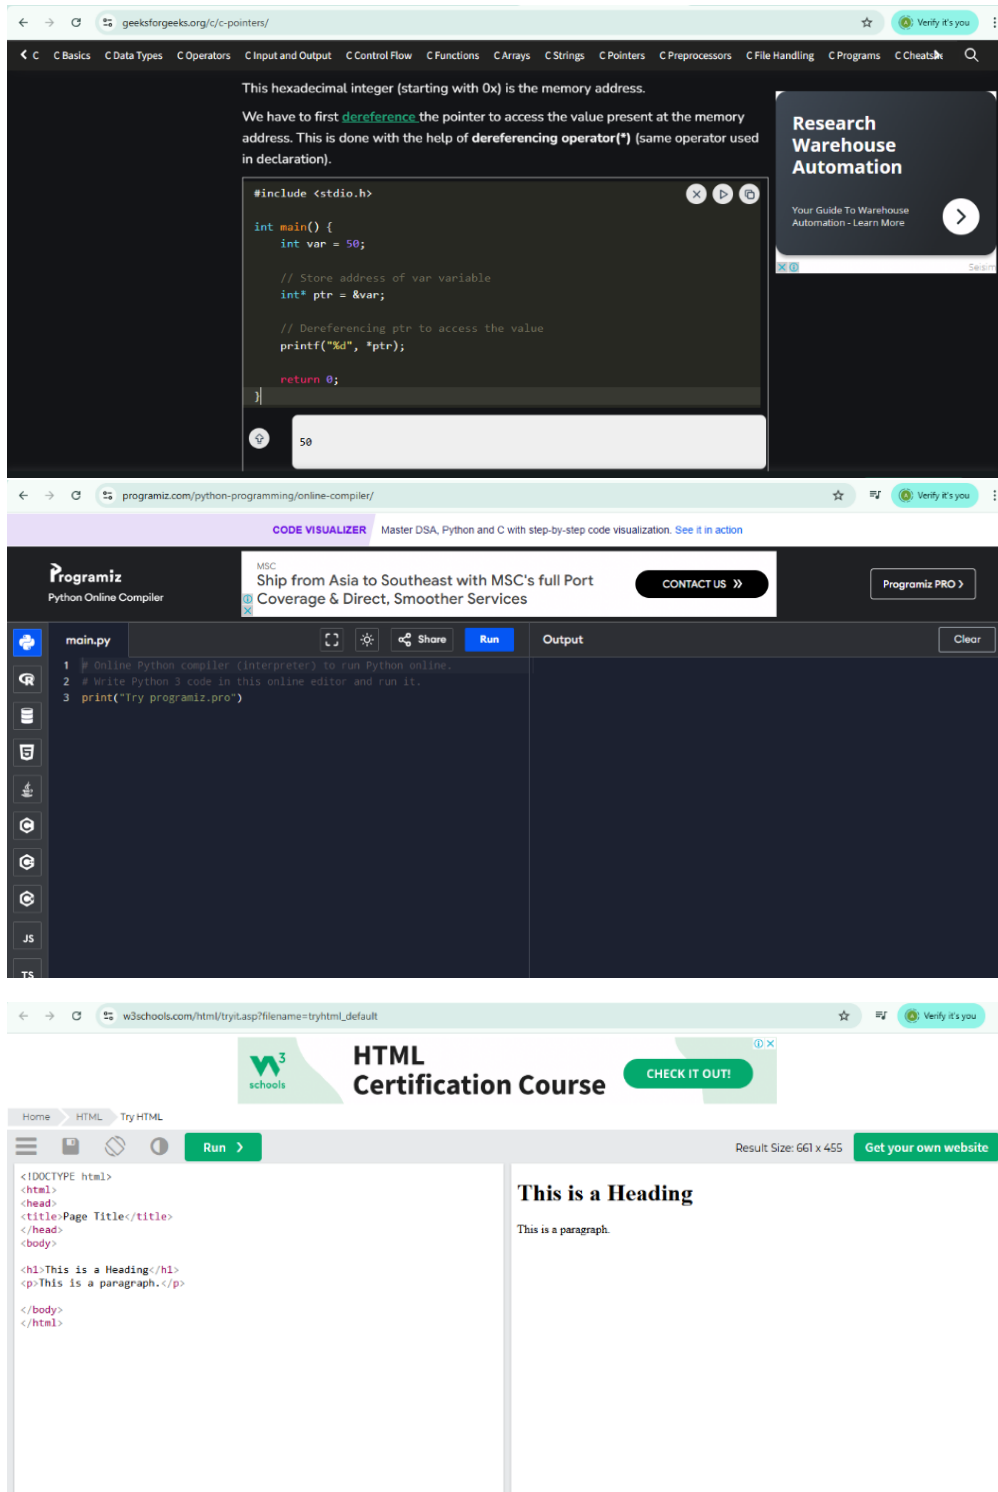 geeksforgeeks.org/c/c-pointers/
Verify it's you
C C Basics C Data Types C Operators C Input and Output C Control Flow C Functions C Arrays C Strings C Pointers C Preprocessors C File Handling C Programs
This hexadecimal integer (starting with 0x) is the memory address.
We have to first dereference the pointer to access the value present at the memory
address. This is done with the help of dereferencing operator(*) (same operator used
in declaration).
#include <stdio.h>
int main() {
int var = 50;
// Store address of var variable
int* ptr = &var;
// Dereferencing ptr to access the value
printf("%d", *ptr);
return 0;
}
50
Research
Warehouse
Automation
Your Guide To Warehouse
Automation - Learn More
programiz.com/python-programming/online-compiler/
Verify it's you
CODE VISUALIZER Master DSA, Python and C with step-by-step code visualization. See it in action
Programiz
Python Online Compiler
MSC
Ship from Asia to Southeast with MSC's full Port
Coverage & Direct, Smoother Services
CONTACT US
Programiz PRO >
main.py Share Run Output Clear
1 # Online Python compiler (interpreter) to run Python online.
2 # Write Python 3 code in this online editor and run it.
3 print("Try programiz.pro")
R
5
C
C
C
JS
TS
w3schools.com/html/tryit.asp?filename=tryhtml_default
Verify it's you
W3
schools
HTML
Certification Course
CHECK IT OUT!
Home HTML Try HTML
Run > Result Size: 661 x 455 Get your own website
<!DOCTYPE html>
<html>
<head>
<title>Page Title</title>
</head>
<body>
<h1>This is a Heading</h1>
<p>This is a paragraph.</p>
</body>
</html>
This is a Heading
This is a paragraph.